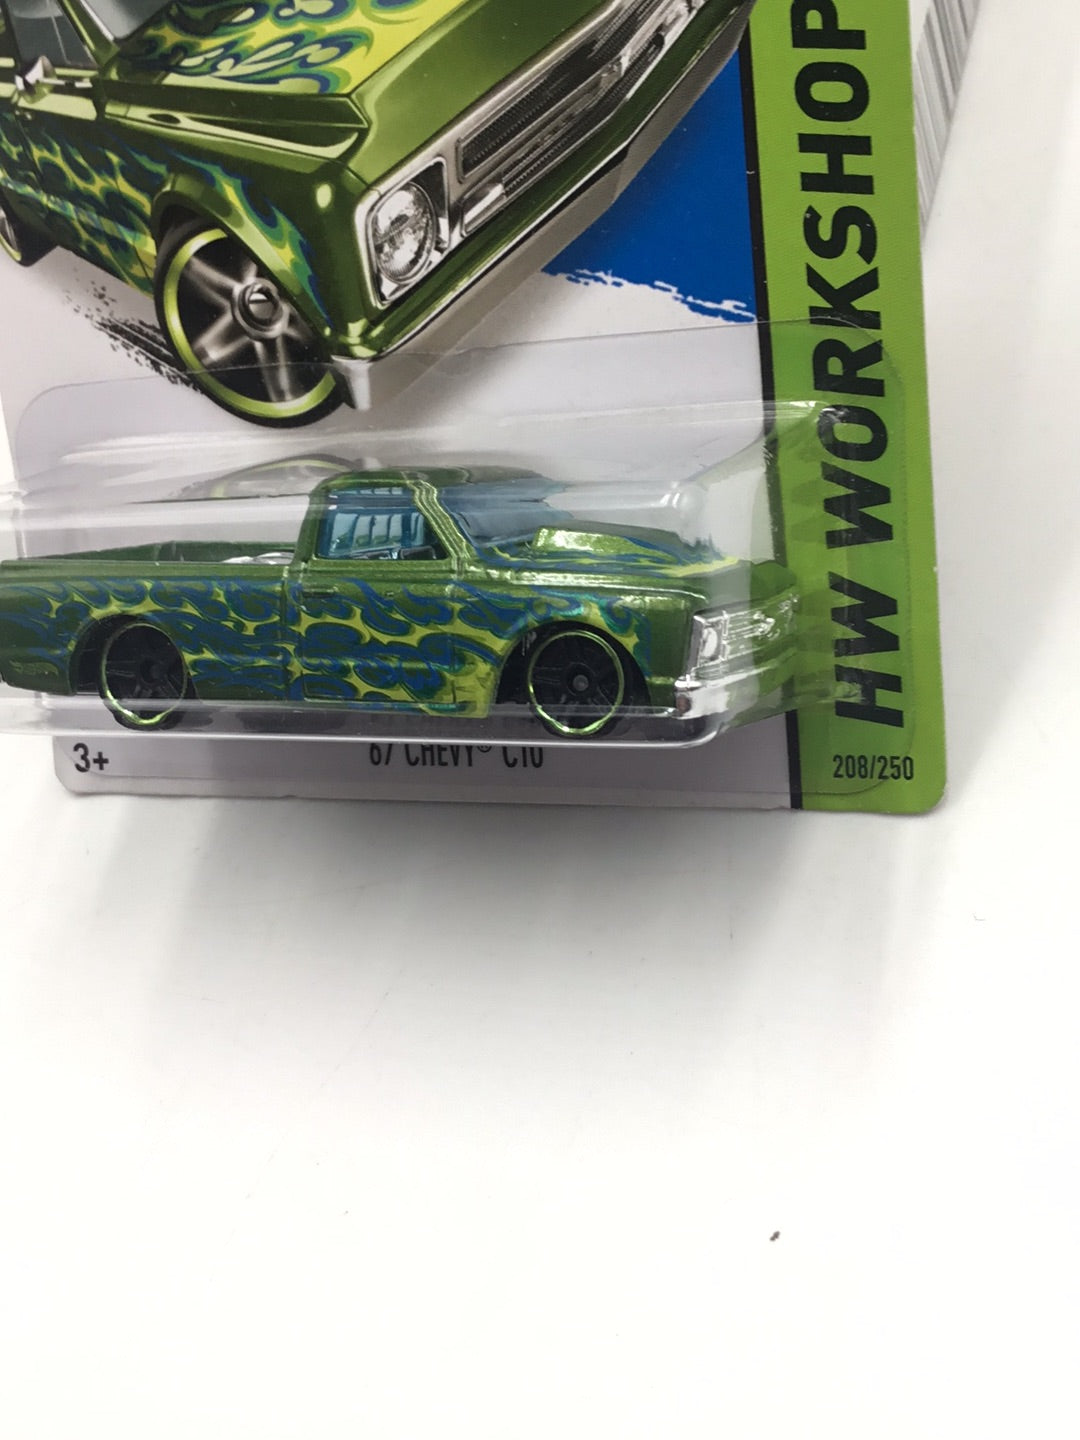 HW WORKSHOP
3+
67 CHEVY® C10
208/250